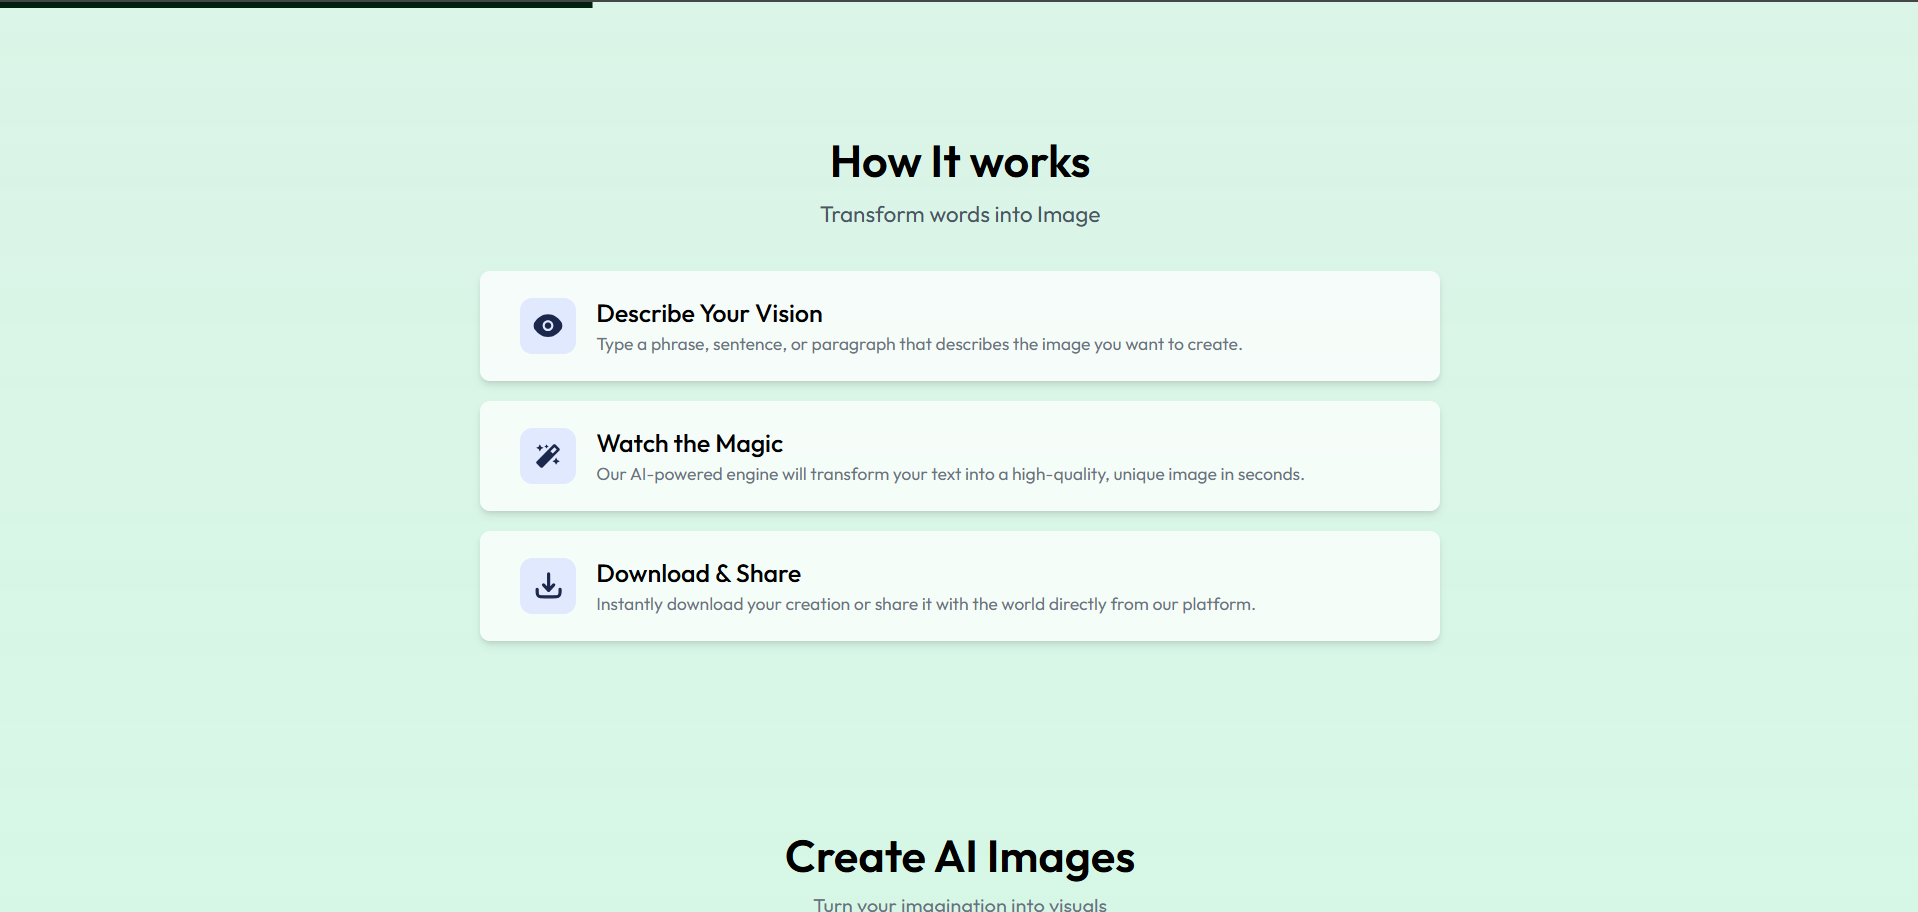 How It works
Transform words into Image
Describe Your Vision
Type a phrase, sentence, or paragraph that describes the image you want to create.
Watch the Magic
Our AI-powered engine will transform your text into a high-quality, unique image in seconds.
Download & Share
Instantly download your creation or share it with the world directly from our platform.
Create AI Images
Turn your imagination into visuals